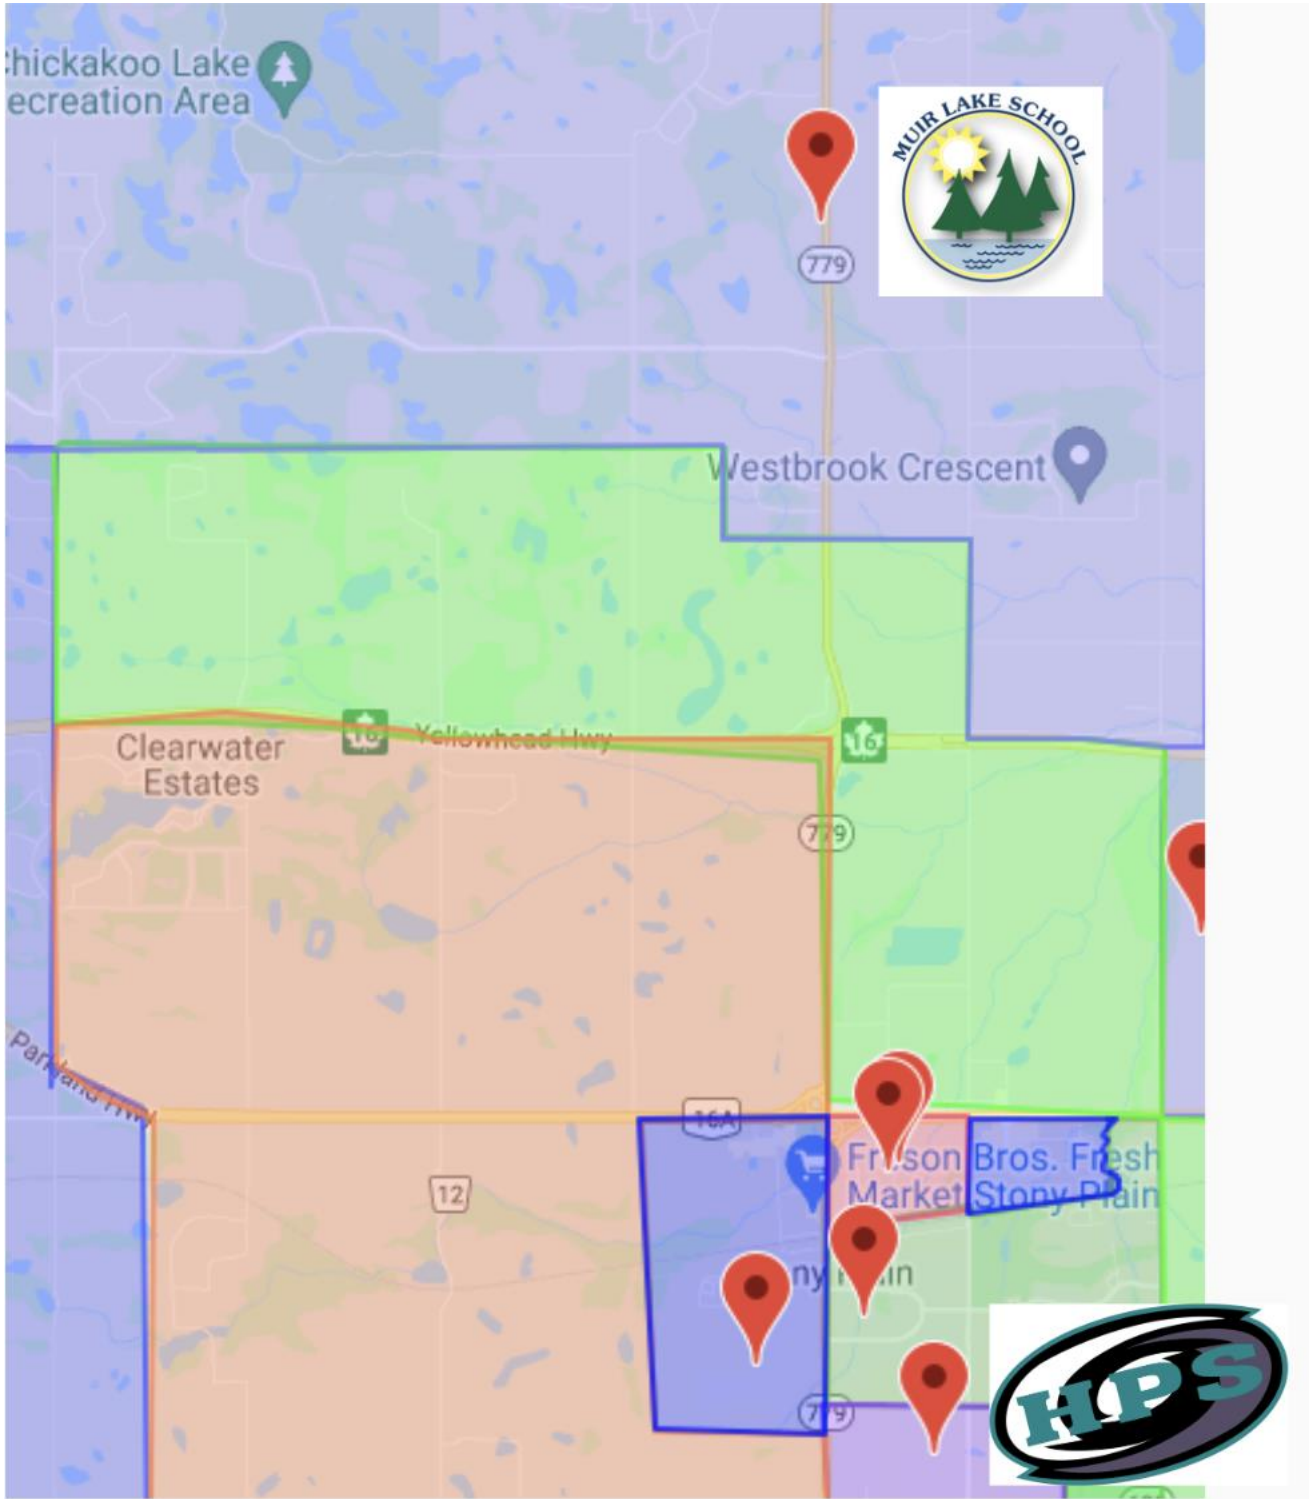 hickakoo Lake
ecreation Area
MUIR LAKE SCHOOL
779
Westbrook Crescent
16
Yellowhead Hwy
16
Clearwater
Estates
779
Parkland Hwy
16A
12
Bros. Fresh
Market Stony Plain
779
HPS